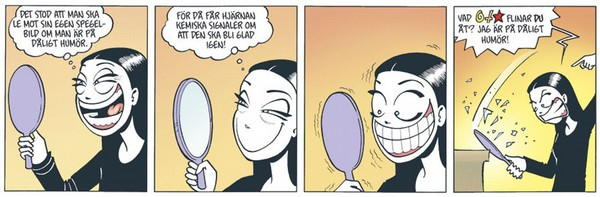 DET STOD ATT MAN SKA
LE MOT SIN EGEN SPEGEL-
BILD OM MAN ÄR PÅ
DÅLIGT HUMÖR.
FÖR DÅ FÅR HJÄRNAN
KEMISKA SIGNALER OM
ATT DEN SKA BLI GLAD
IGEN!
VAD FLINAR DU
ÅT? JAG ÄR PÅ DÅLIGT
HUMÖR!